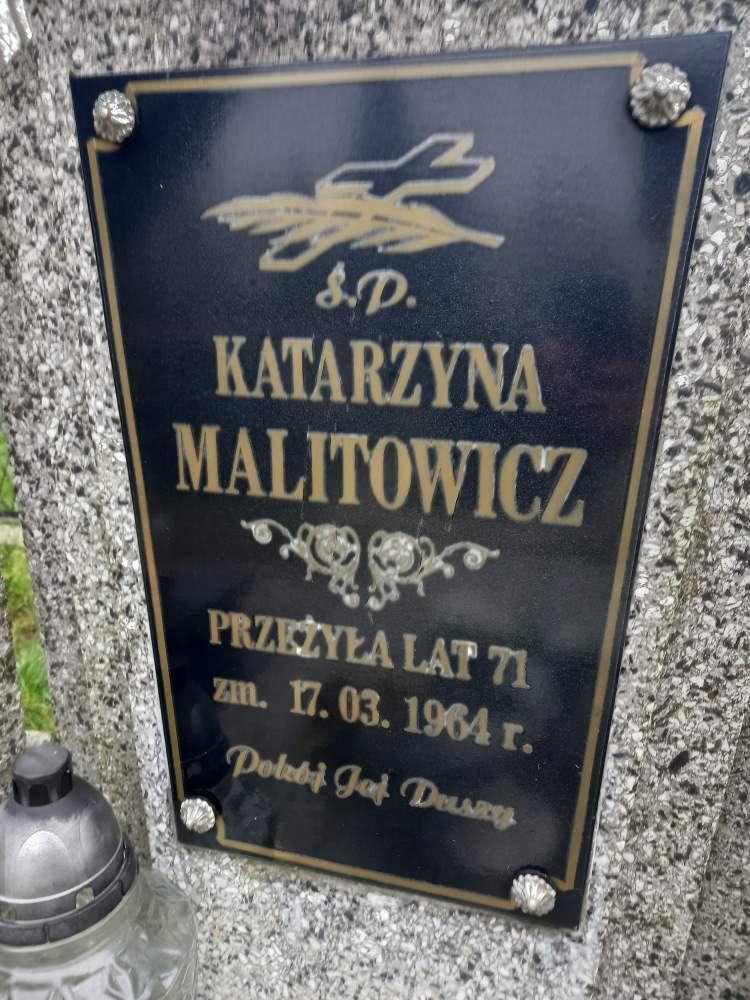 Ś.P.
KATARZYNA
MALITOWICZ
PRZEŻYŁA LAT 71
zm. 17. 03. 1964 r.
Pokój Jej Duszy